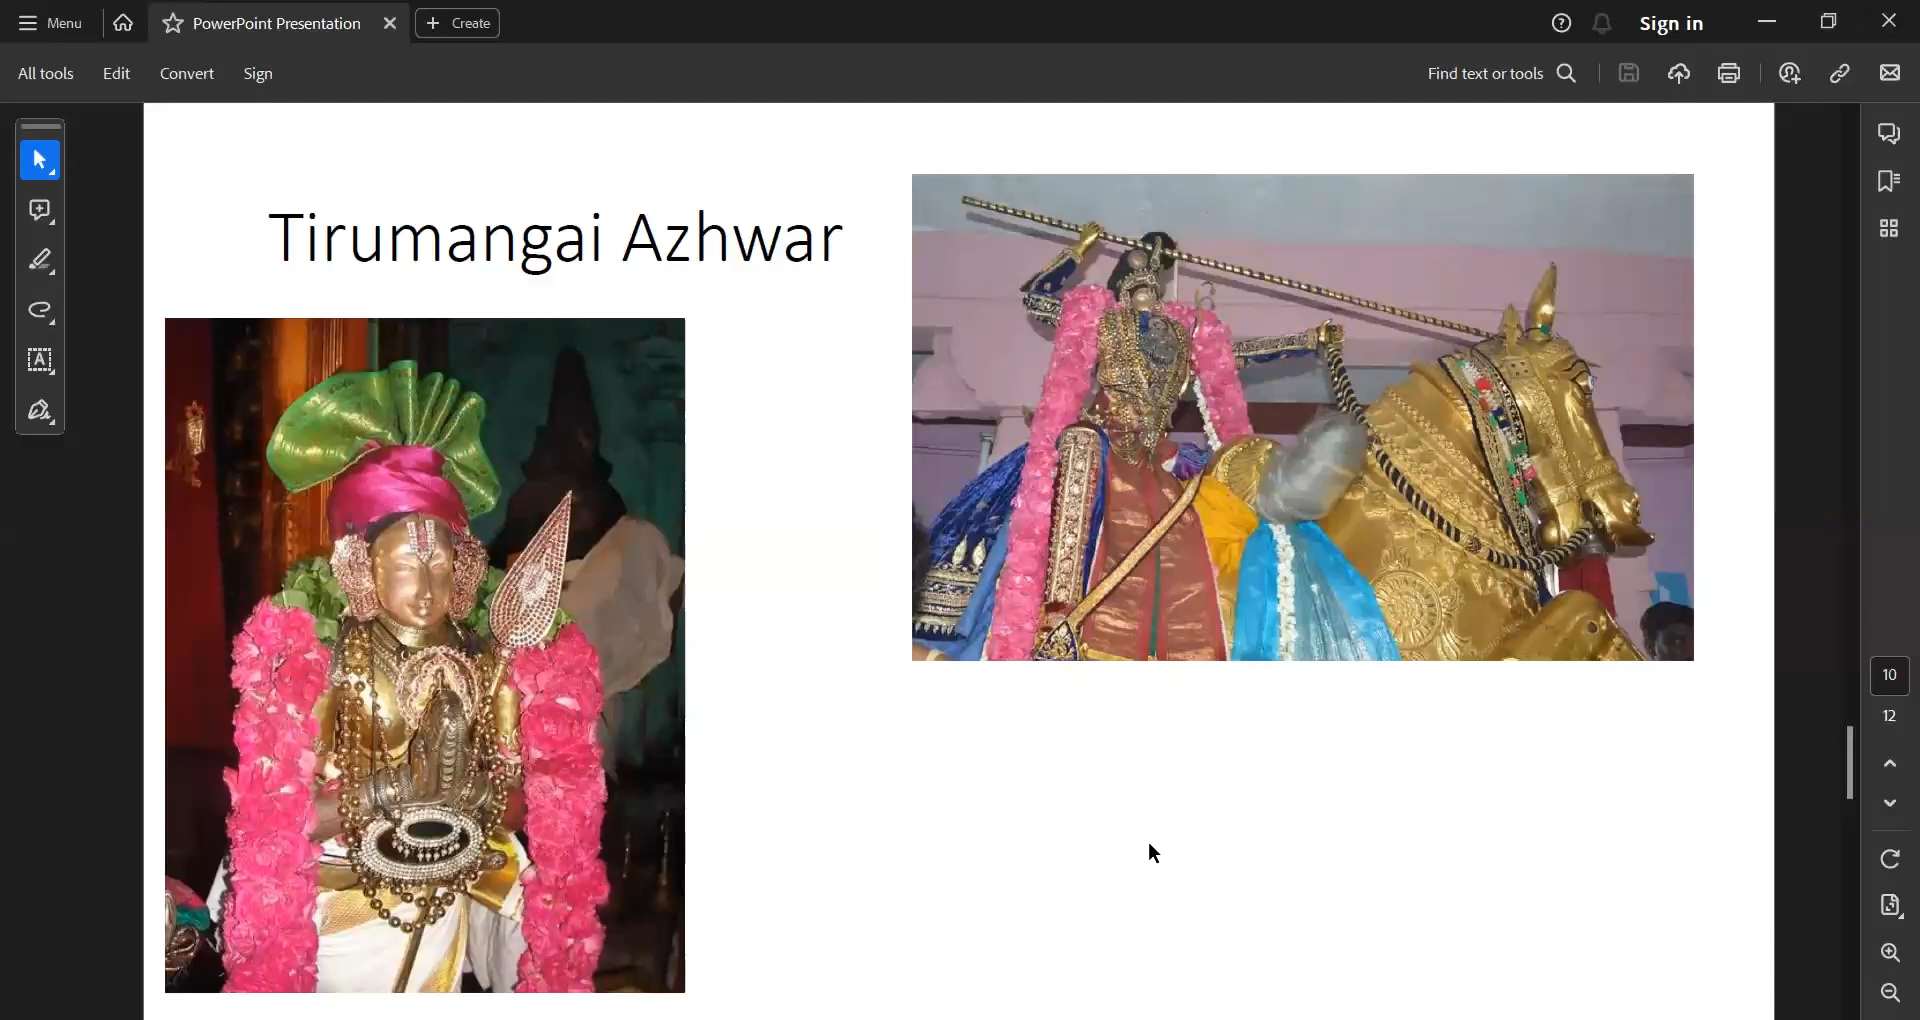 Menu
PowerPoint Presentation
Create
Sign in
All tools
Edit
Convert
Sign
Find text or tools
Tirumangai Azhwar
A
10
12